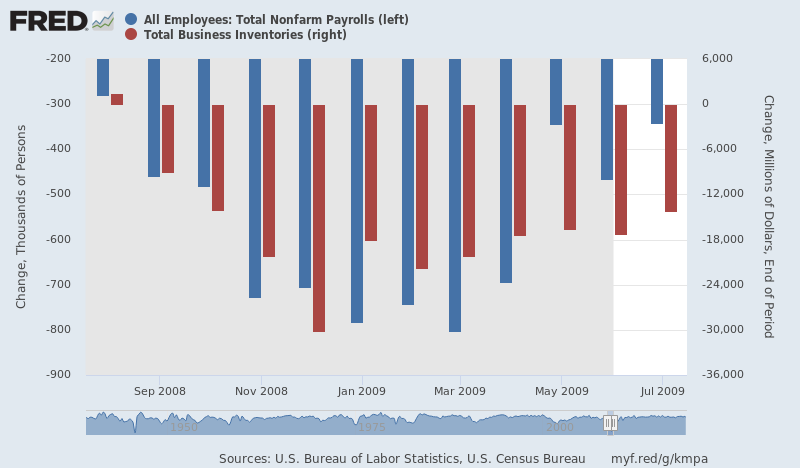 FRED
All Employees: Total Nonfarm Payrolls (left)
Total Business Inventories (right)
-200
-300
-400
-500
-600
-700
-800
-900
Change, Thousands of Persons
6,000
0
-6,000
-12,000
-18,000
-24,000
-30,000
-36,000
Change, Millions of Dollars, End of Period
Sep 2008 Nov 2008 Jan 2009 Mar 2009 May 2009 Jul 2009
1950 1975 2000
Sources: U.S. Bureau of Labor Statistics, U.S. Census Bureau myf.red/g/kmpa